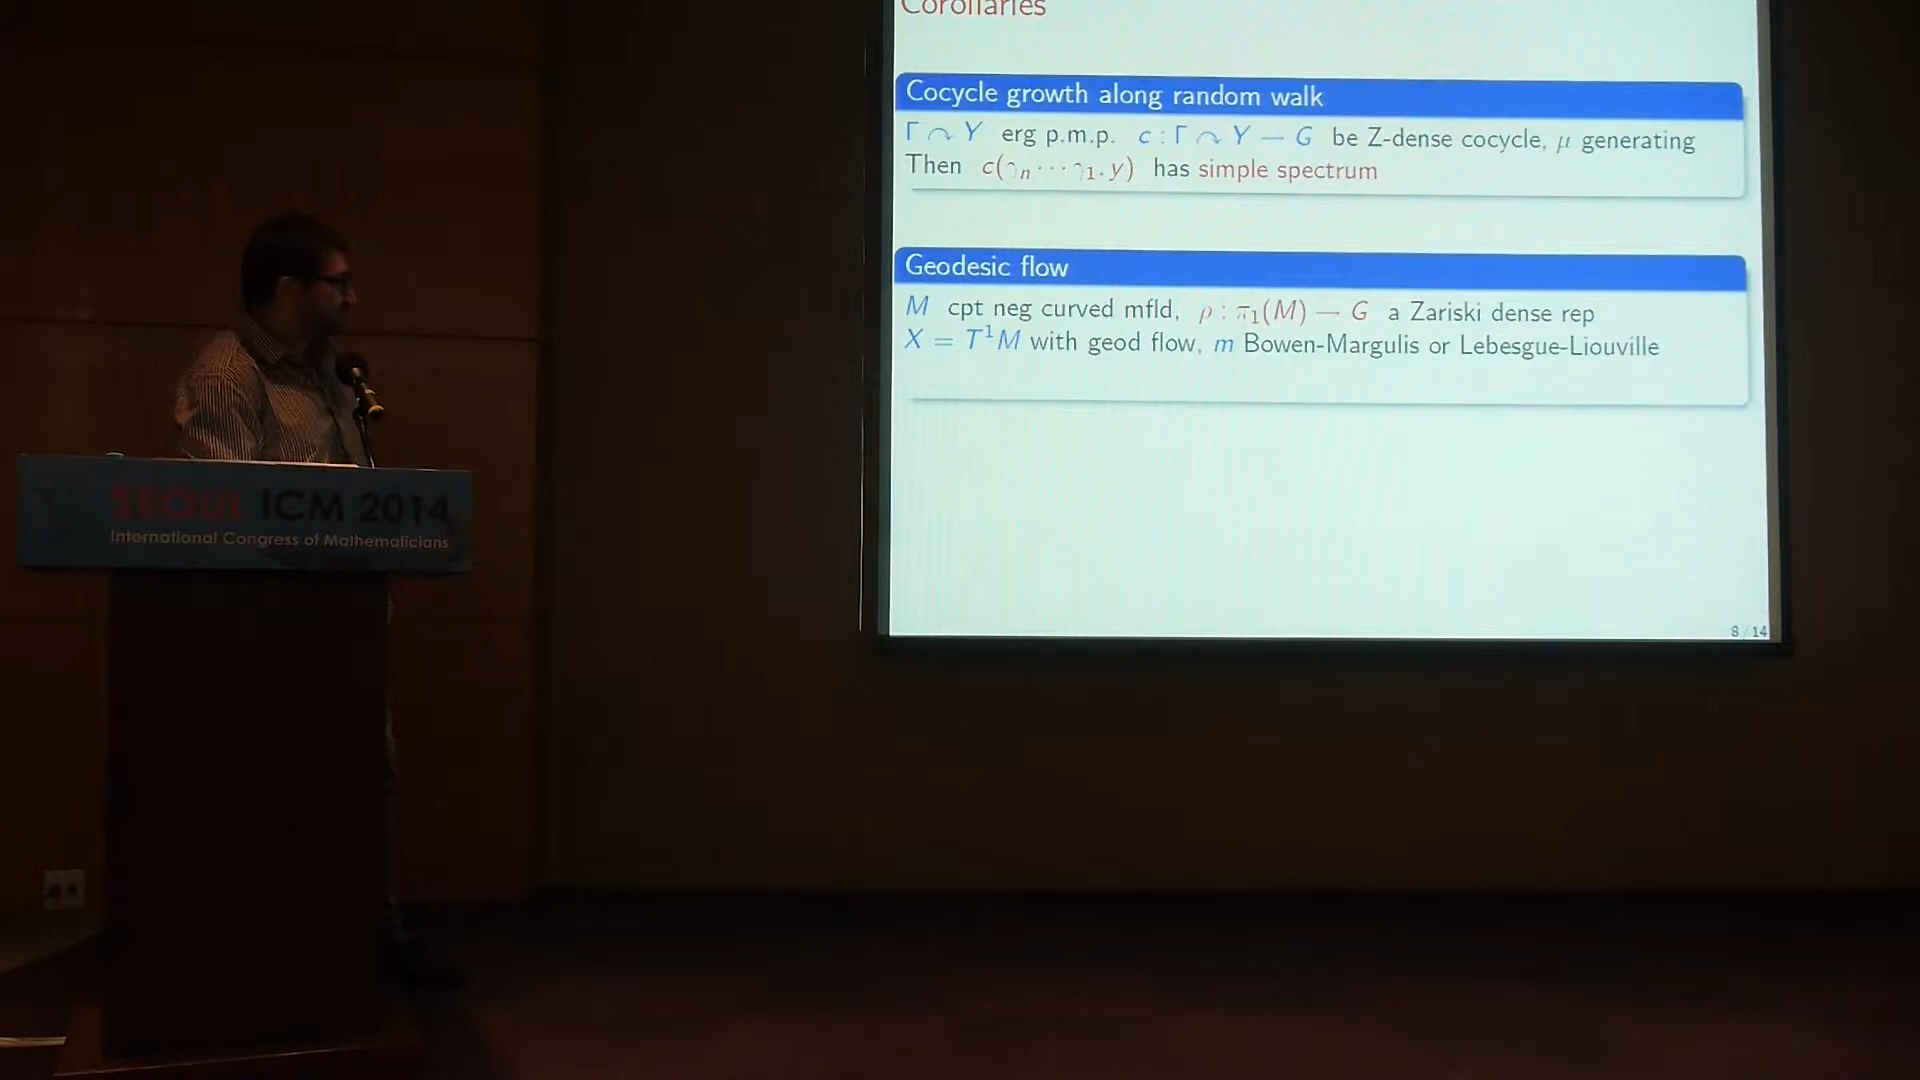 Corollaries
Cocycle growth along random walk
Γ ↷ Y erg p.m.p. c : Γ ↷ Y → G be Z-dense cocycle, μ generating
Then c(γₙ ⋯ γ₁, y) has simple spectrum
Geodesic flow
M cpt neg curved mfld, ρ : π₁(M) → G a Zariski dense rep
X = T¹M with geod flow, m Bowen-Margulis or Lebesgue-Liouville
8 / 14
SEOUL ICM 2014
International Congress of Mathematicians